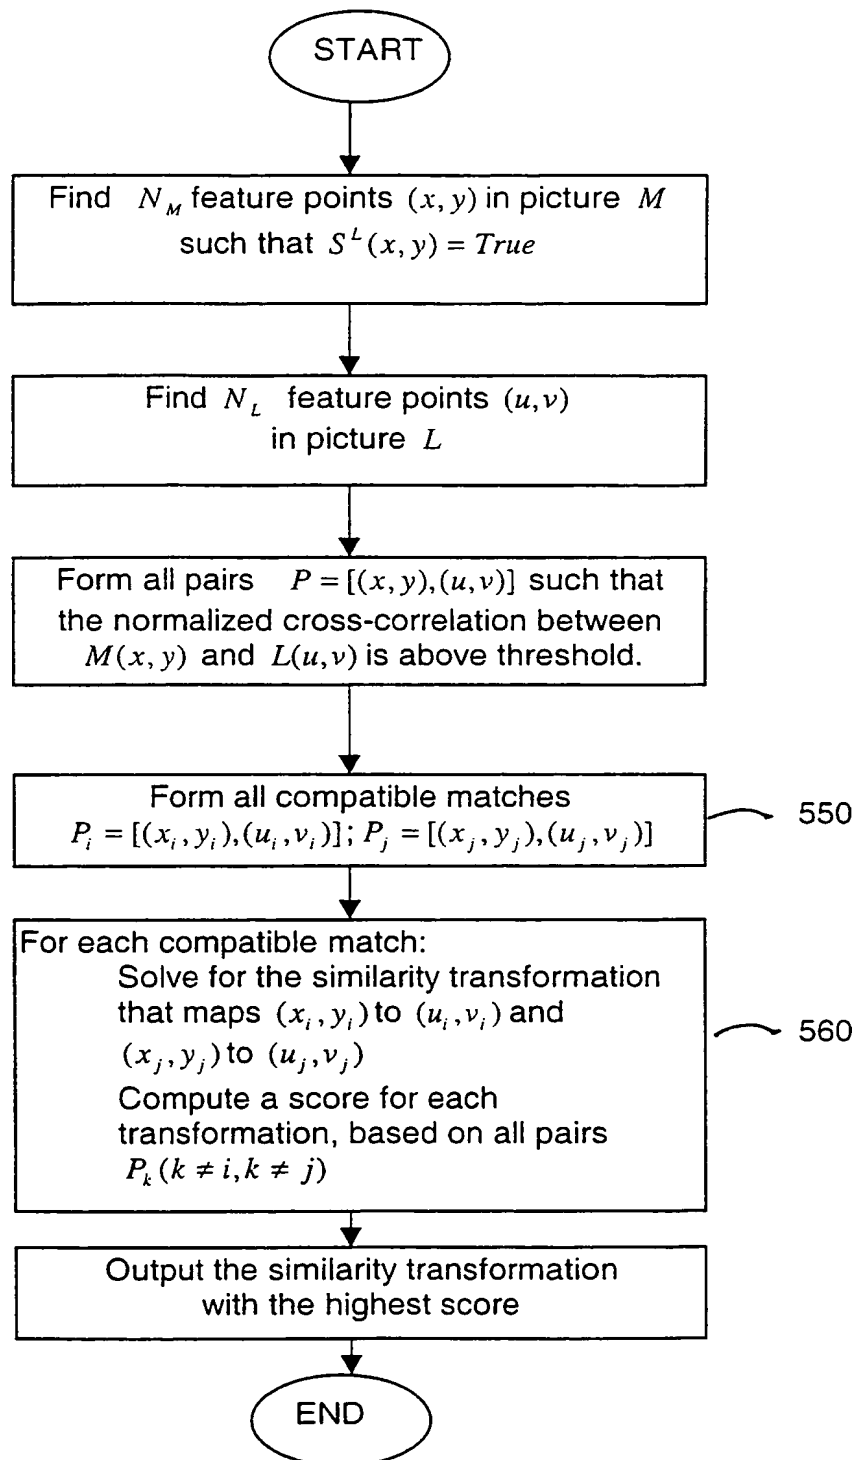 START
Find N_M feature points (x, y) in picture M
such that S^L(x, y) = True
Find N_L feature points (u,v)
in picture L
Form all pairs P = [(x, y),(u,v)] such that
the normalized cross-correlation between
M(x, y) and L(u,v) is above threshold.
Form all compatible matches
P_i = [(x_i, y_i),(u_i,v_i)]; P_j = [(x_j, y_j),(u_j,v_j)]
550
For each compatible match:
Solve for the similarity transformation
that maps (x_i, y_i) to (u_i,v_i) and
(x_j, y_j) to (u_j,v_j)
560
Compute a score for each
transformation, based on all pairs
P_k (k ≠ i,k ≠ j)
Output the similarity transformation
with the highest score
END